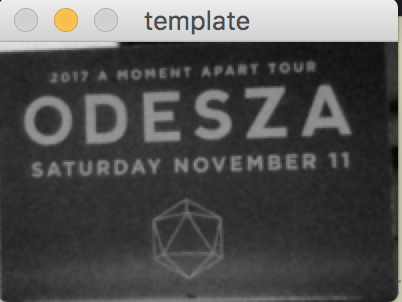 template
2017 A MOMENT APART TOUR
ODESZA
SATURDAY NOVEMBER 11